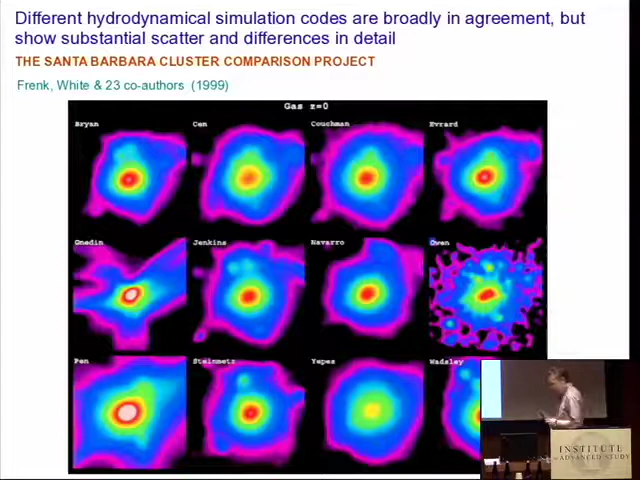 Different hydrodynamical simulation codes are broadly in agreement, but
show substantial scatter and differences in detail
THE SANTA BARBARA CLUSTER COMPARISON PROJECT
Frenk, White & 23 co-authors (1999)
Gas z=0
Bryan Cen Couchman Evrard
Gnedin Jenkins Navarro Owen
Pen Steinmetz Yepes Wadsley
INSTITUTE
for ADVANCED STUDY